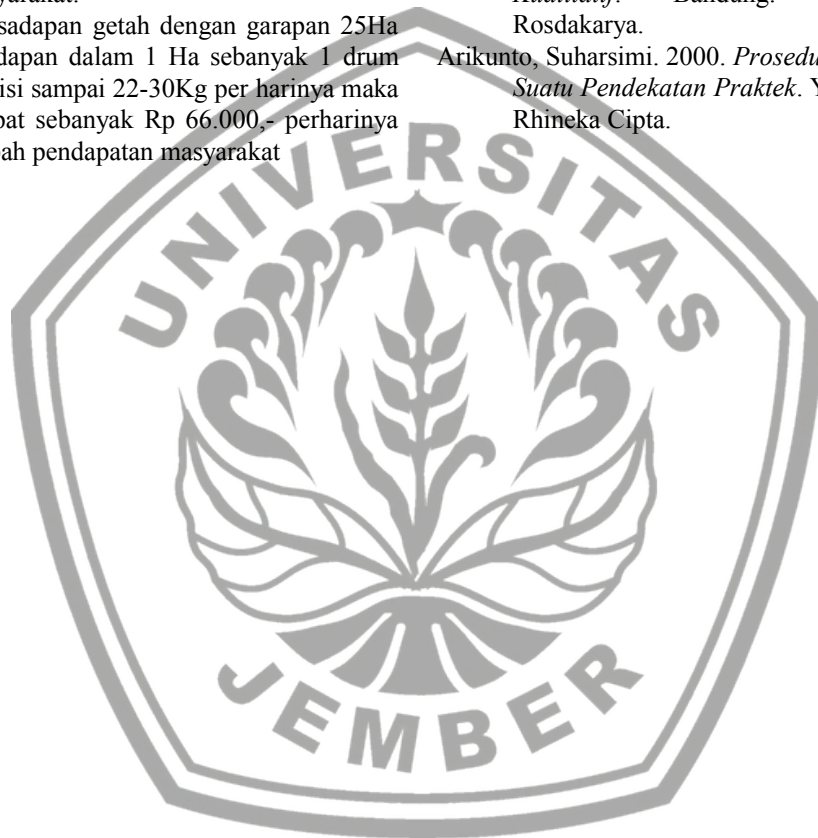 sadapan getah dengan garapan 25Ha
dapan dalam 1 Ha sebanyak 1 drum
isi sampai 22-30Kg per harinya maka
pat sebanyak Rp 66.000,- perharinya
bah pendapatan masyarakat
Bandung.
Rosdakarya.
Arikunto, Suharsimi. 2000. Prosedu
Suatu Pendekatan Praktek. Y
Rhineka Cipta.
UNIVERSITAS
JEMBER